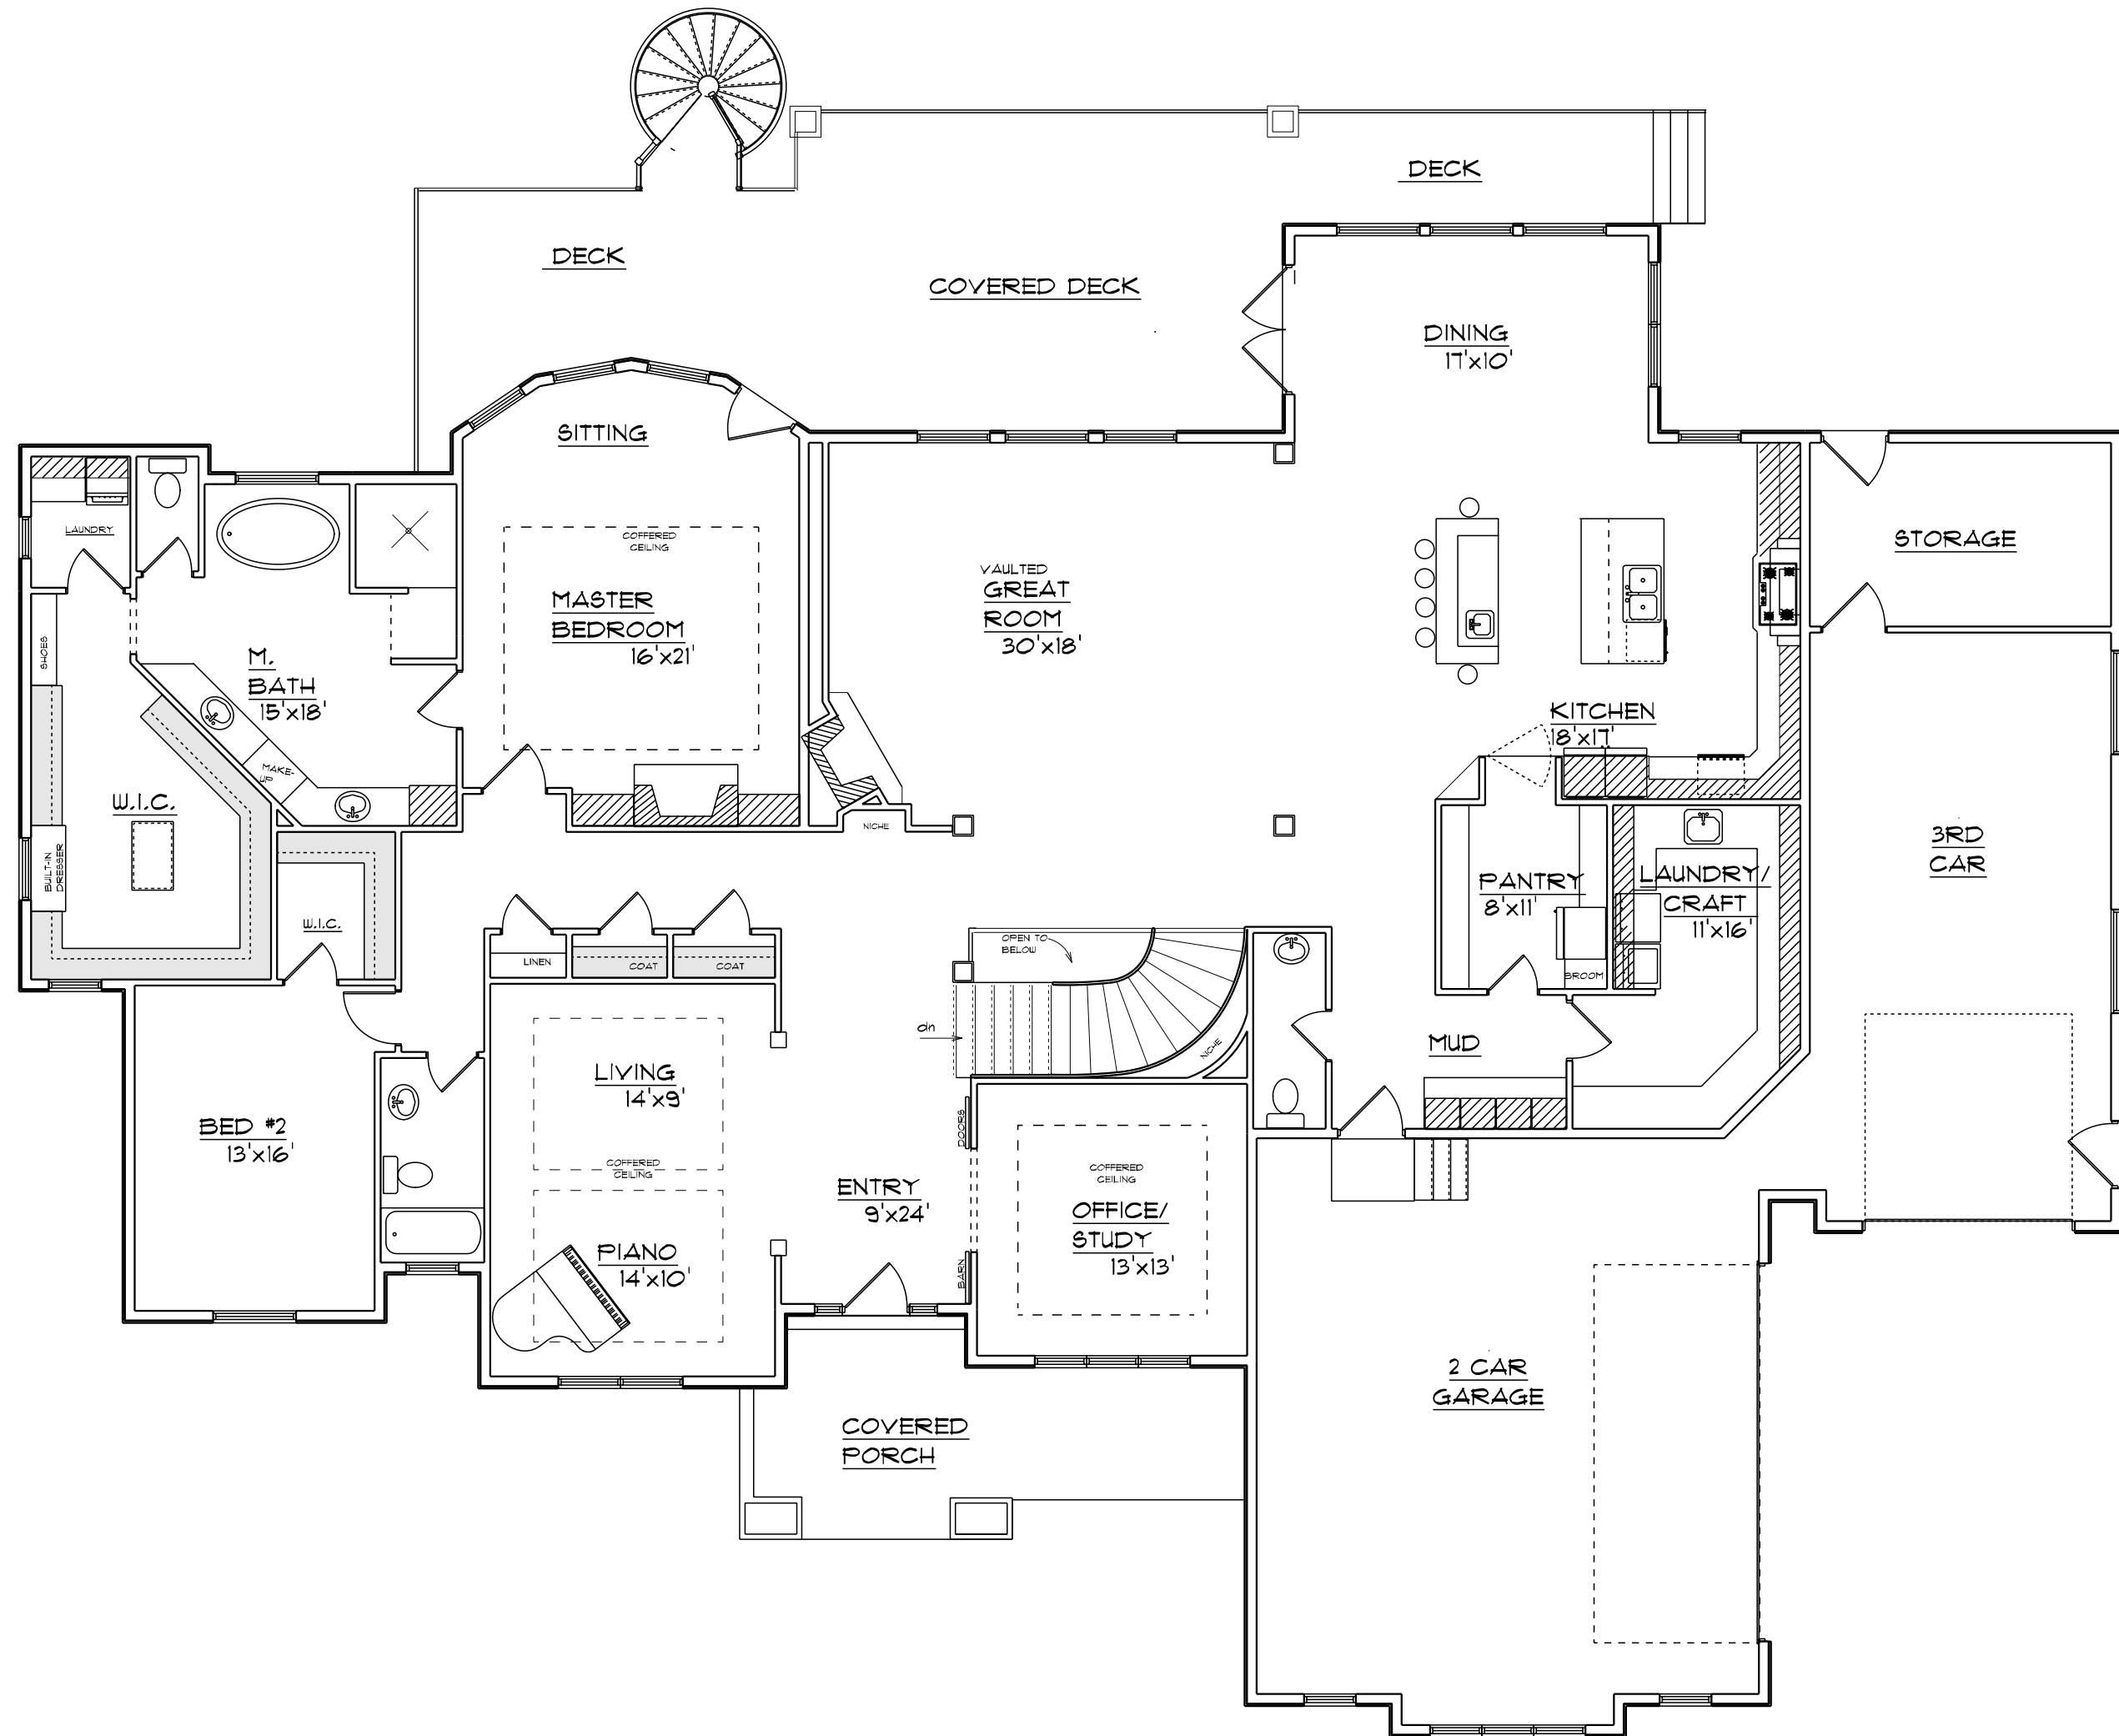 DECK
DECK
COVERED DECK
DINING
17'x10'
SITTING
LAUNDRY
COFFERED
CEILING
STORAGE
VAULTED
GREAT
ROOM
30'x18'
MASTER
BEDROOM
16'x21'
SHOES
M.
BATH
15'x18'
KITCHEN
18'x17'
MAKE-
UP
W.I.C.
NICHE
3RD
CAR
BUILT-IN
DRESSER
PANTRY
8'x11'
LAUNDRY/
CRAFT
11'x16'
W.I.C.
OPEN TO
BELOW
LINEN
COAT
COAT
BROOM
dn
NICHE
MUD
LIVING
14'x9'
DOORS
BED #2
13'x16'
COFFERED
CEILING
COFFERED
CEILING
ENTRY
9'x24'
OFFICE/
STUDY
13'x13'
PIANO
14'x10'
BARN
2 CAR
GARAGE
COVERED
PORCH